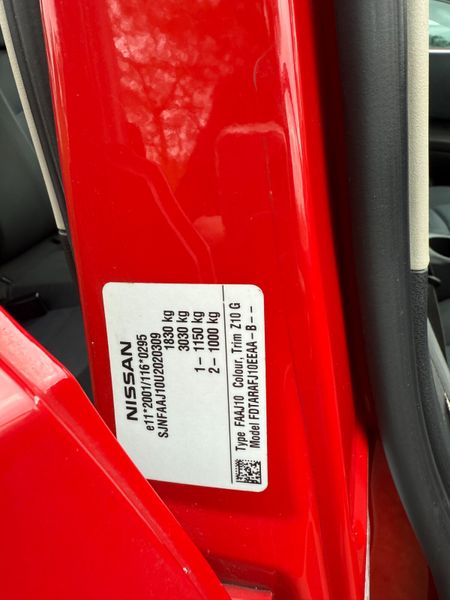 NISSAN
e11*2001/116*0295
SJNFAAJ10U2020309
1830 kg
3030 kg
1 – 1150 kg
2 – 1000 kg
Type FAAJ10 Colour, Trim Z10 G
Model FDTARAFJ10EEAA – B – –